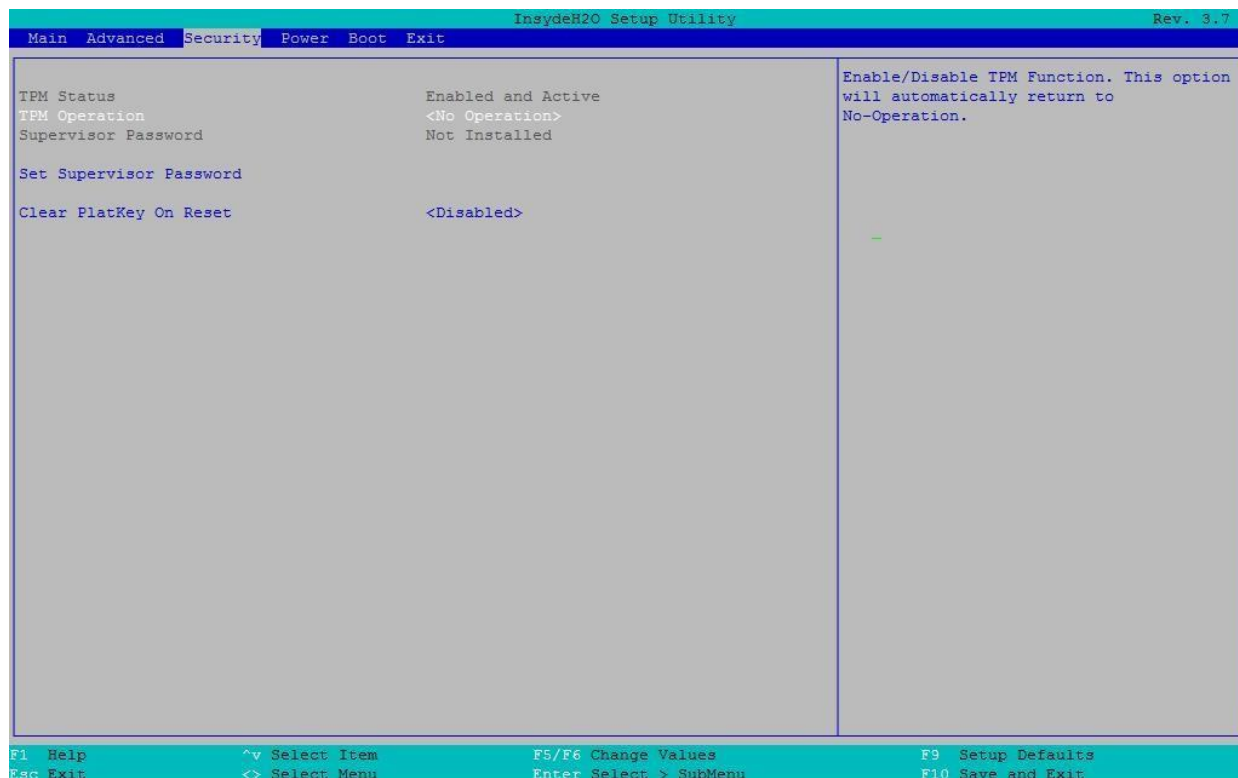 InsydeH2O Setup Utility Rev. 3.7
Main Advanced Security Power Boot Exit
TPM Status Enabled and Active
TPM Operation <No Operation>
Supervisor Password Not Installed
Set Supervisor Password
Clear PlatKey On Reset <Disabled>
Enable/Disable TPM Function. This option
will automatically return to
No-Operation.
F1 Help ^v Select Item F5/F6 Change Values F9 Setup Defaults
Esc Exit <> Select Menu Enter Select > SubMenu F10 Save and Exit